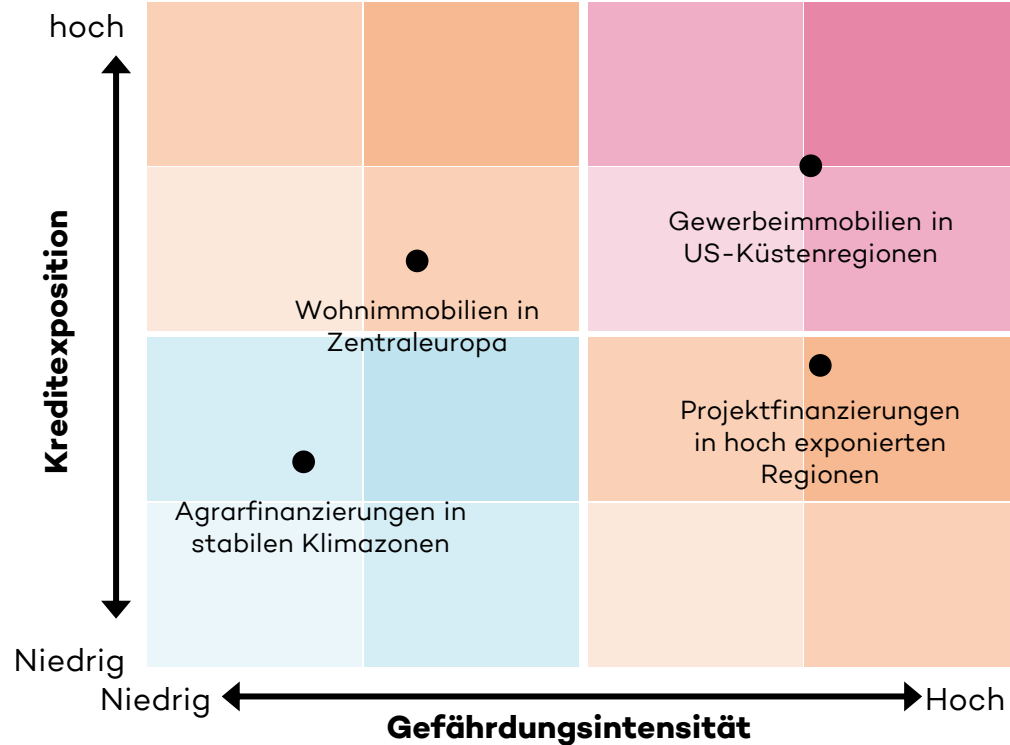 hoch
Kreditexposition
Gewerbeimmobilien in
US-Küstenregionen
Wohnimmobilien in
Zentraleuropa
Projektfinanzierungen
in hoch exponierten
Regionen
Agrarfinanzierungen in
stabilen Klimazonen
Niedrig
Niedrig
Hoch
Gefährdungsintensität